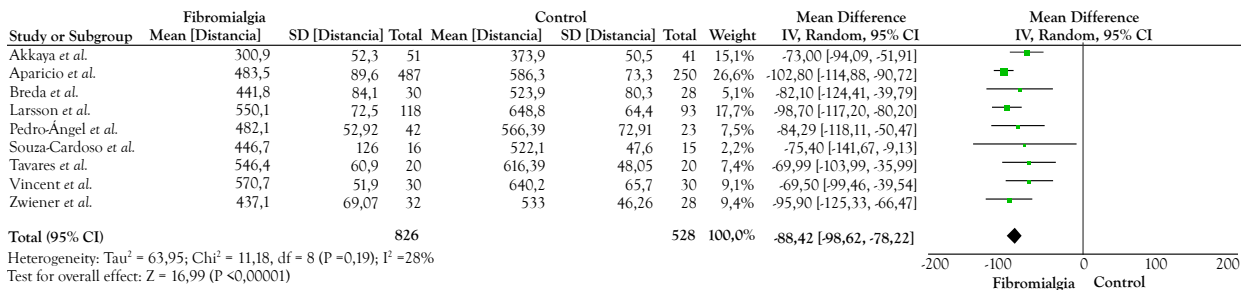 Fibromialgia Control Mean Difference Mean Difference
Study or Subgroup Mean [Distancia] SD [Distancia] Total Mean [Distancia] SD [Distancia] Total Weight IV, Random, 95% CI IV, Random, 95% CI
Akkaya et al. 300,9 52,3 51 373,9 50,5 41 15,1% -73,00 [-94,09, -51,91]
Aparicio et al. 483,5 89,6 487 586,3 73,3 250 26,6% -102,80 [-114,88, -90,72]
Breda et al. 441,8 84,1 30 523,9 80,3 28 5,1% -82,10 [-124,41, -39,79]
Larsson et al. 550,1 72,5 118 648,8 64,4 93 17,7% -98,70 [-117,20, -80,20]
Pedro-Ángel et al. 482,1 52,92 42 566,39 72,91 23 7,5% -84,29 [-118,11, -50,47]
Souza-Cardoso et al. 446,7 126 16 522,1 47,6 15 2,2% -75,40 [-141,67, -9,13]
Tavares et al. 546,4 60,9 20 616,39 48,05 20 7,4% -69,99 [-103,99, -35,99]
Vincent et al. 570,7 51,9 30 640,2 65,7 30 9,1% -69,50 [-99,46, -39,54]
Zwiener et al. 437,1 69,07 32 533 46,26 28 9,4% -95,90 [-125,33, -66,47]
Total (95% CI) 826 528 100,0% -88,42 [-98,62, -78,22]
Heterogeneity: Tau² = 63,95; Chi² = 11,18, df = 8 (P =0,19); I² =28%
Test for overall effect: Z = 16,99 (P <0,00001)
-200 -100 0 100 200
Fibromialgia Control